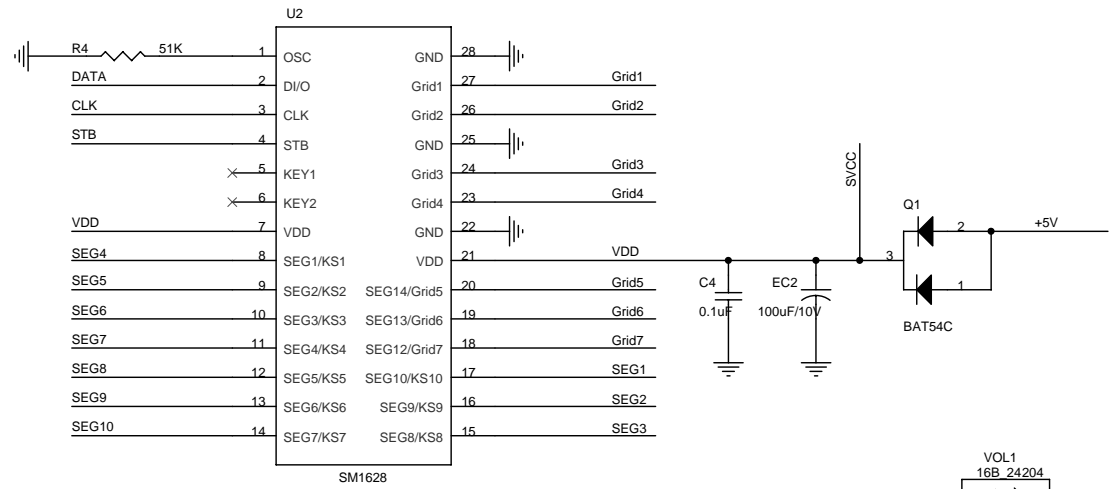 U2
R4 51K 1 OSC GND 28
DATA 2 DI/O Grid1 27 Grid1
CLK 3 CLK Grid2 26 Grid2
STB 4 STB GND 25
5 KEY1 Grid3 24 Grid3
6 KEY2 Grid4 23 Grid4
VDD 7 VDD GND 22
SEG4 8 SEG1/KS1 VDD 21 VDD
SEG5 9 SEG2/KS2 SEG14/Grid5 20 Grid5
SEG6 10 SEG3/KS3 SEG13/Grid6 19 Grid6
SEG7 11 SEG4/KS4 SEG12/Grid7 18 Grid7
SEG8 12 SEG5/KS5 SEG10/KS10 17 SEG1
SEG9 13 SEG6/KS6 SEG9/KS9 16 SEG2
SEG10 14 SEG7/KS7 SEG8/KS8 15 SEG3
SM1628
SVCC
Q1
2 +5V
3
1
BAT54C
C4
0.1uF
EC2
100uF/10V
VOL1
16B_24204